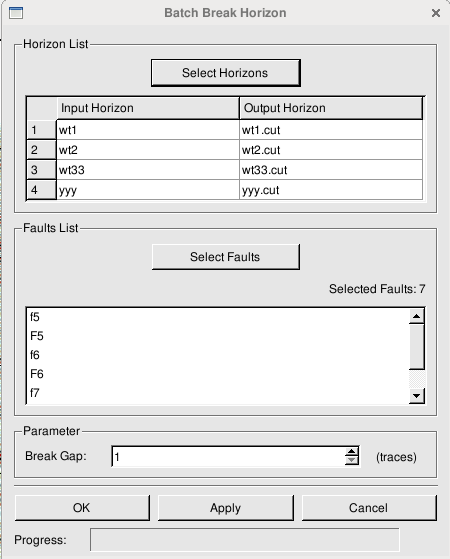 Batch Break Horizon
Horizon List
Select Horizons
Input Horizon Output Horizon
1 wt1 wt1.cut
2 wt2 wt2.cut
3 wt33 wt33.cut
4 yyy yyy.cut
Faults List
Select Faults
Selected Faults: 7
f5
F5
f6
F6
f7
Parameter
Break Gap: 1 (traces)
OK Apply Cancel
Progress: